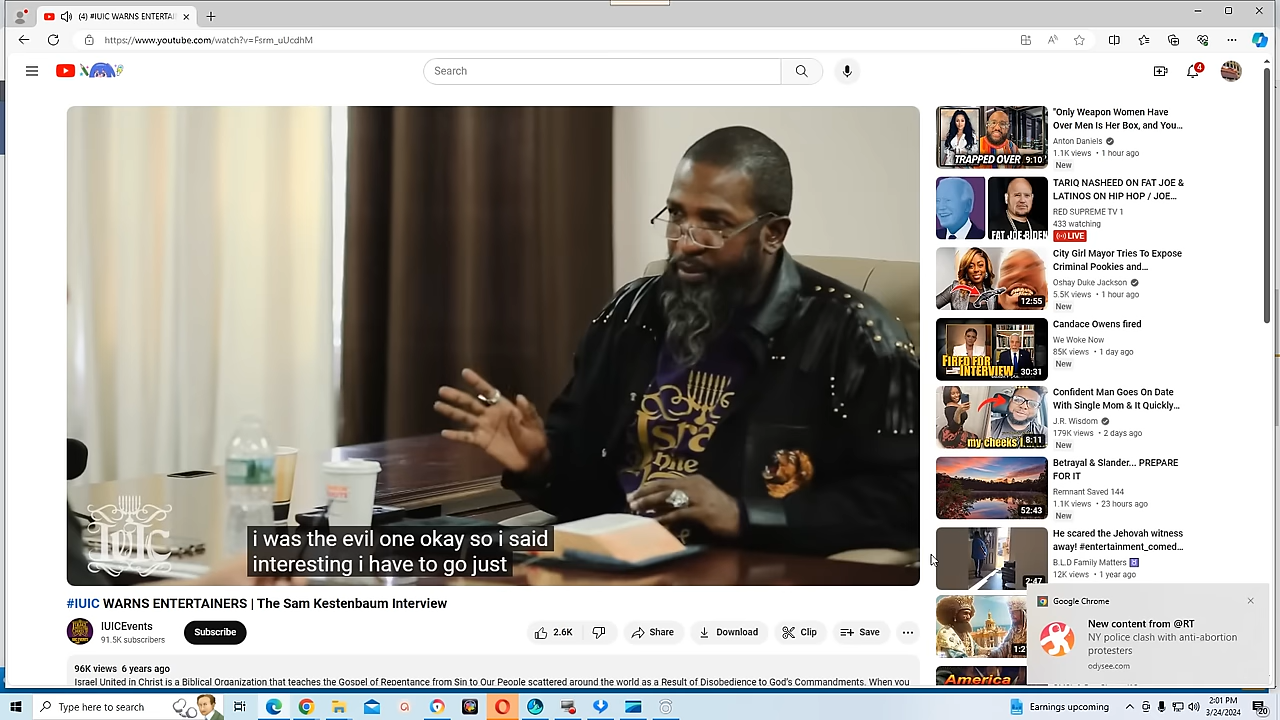 (4) #IUIC WARNS ENTERTAI
https://www.youtube.com/watch?v=Fsrm_uUcdhM
Search
4
i was the evil one okay so i said
interesting i have to go just
IUIC
#IUIC WARNS ENTERTAINERS | The Sam Kestenbaum Interview
IUICEvents
91.5K subscribers
Subscribe
2.6K
Share
Download
Clip
Save
96K views 6 years ago
Israel United in Christ is a Biblical Organization that teaches the Gospel of Repentance from Sin to Our People scattered around the world as a Result of Disobedience to God's Commandments. When you
TRAPPED OVER 9:10
"Only Weapon Women Have
Over Men Is Her Box, and You...
Anton Daniels
1.1K views • 1 hour ago
New
FAT JOE BIDEN
TARIQ NASHEED ON FAT JOE &
LATINOS ON HIP HOP / JOE...
RED SUPREME TV 1
433 watching
LIVE
12:55
City Girl Mayor Tries To Expose
Criminal Pookies and...
Oshay Duke Jackson
5.5K views • 1 hour ago
New
FIRED FOR
INTERVIEW 30:31
Candace Owens fired
We Woke Now
85K views • 1 day ago
New
my cheeks 8:11
Confident Man Goes On Date
With Single Mom & It Quickly...
J.R. Wisdom
179K views • 2 days ago
New
52:43
Betrayal & Slander... PREPARE
FOR IT
Remnant Saved 144
1.1K views • 23 hours ago
New
2:47
He scared the Jehovah witness
away! #entertainment_comed...
B.L.D Family Matters
12K views • 1 year ago
America
Google Chrome
New content from @RT
NY police clash with anti-abortion
protesters
odysee.com
Type here to search
Earnings upcoming
2:01 PM
3/24/2024
20